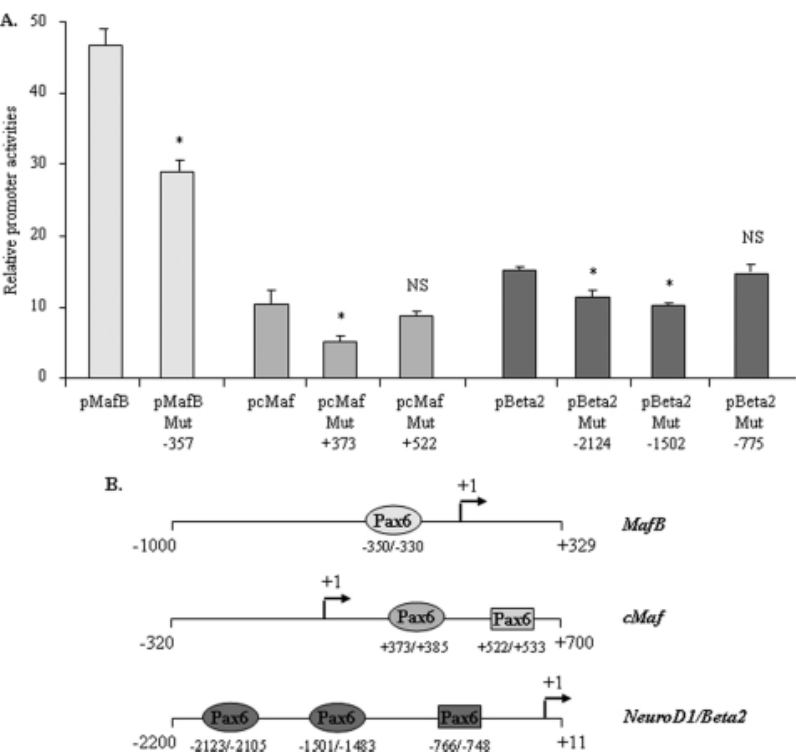 A.
Relative promoter activities
50
40
30
20
10
0
*
*
NS
*
*
NS
pMafB pMafB pcMaf pcMaf pcMaf pBeta2 pBeta2 pBeta2 pBeta2
Mut Mut Mut Mut Mut Mut
-357 +373 +522 -2124 -1502 -775
B.
+1
Pax6
MafB
-1000 -350/-330 +329
+1
Pax6 Pax6
cMaf
-320 +373/+385 +522/+533 +700
+1
Pax6 Pax6 Pax6
NeuroD1/Beta2
-2200 -2123/-2105 -1501/-1483 -766/-748 +11